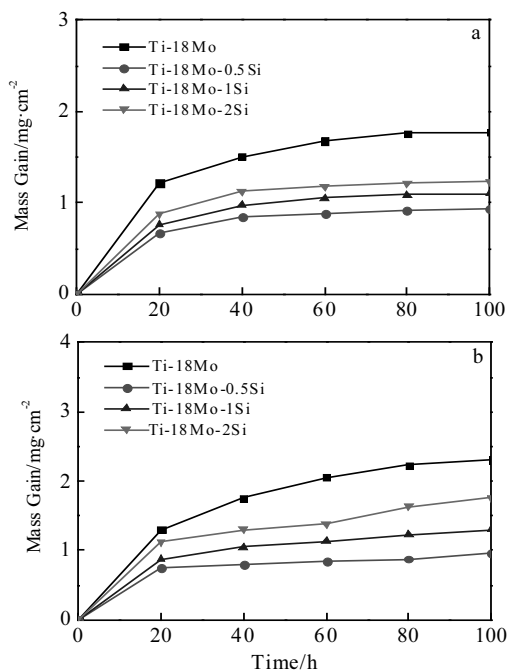 a
3
Ti-18Mo
Ti-18Mo-0.5Si
Ti-18Mo-1Si
Ti-18Mo-2Si
2
1
0
Mass Gain/mg·cm-2
0 20 40 60 80 100
b
4
Ti-18Mo
Ti-18Mo-0.5Si
Ti-18Mo-1Si
Ti-18Mo-2Si
3
2
1
0
Mass Gain/mg·cm-2
0 20 40 60 80 100
Time/h